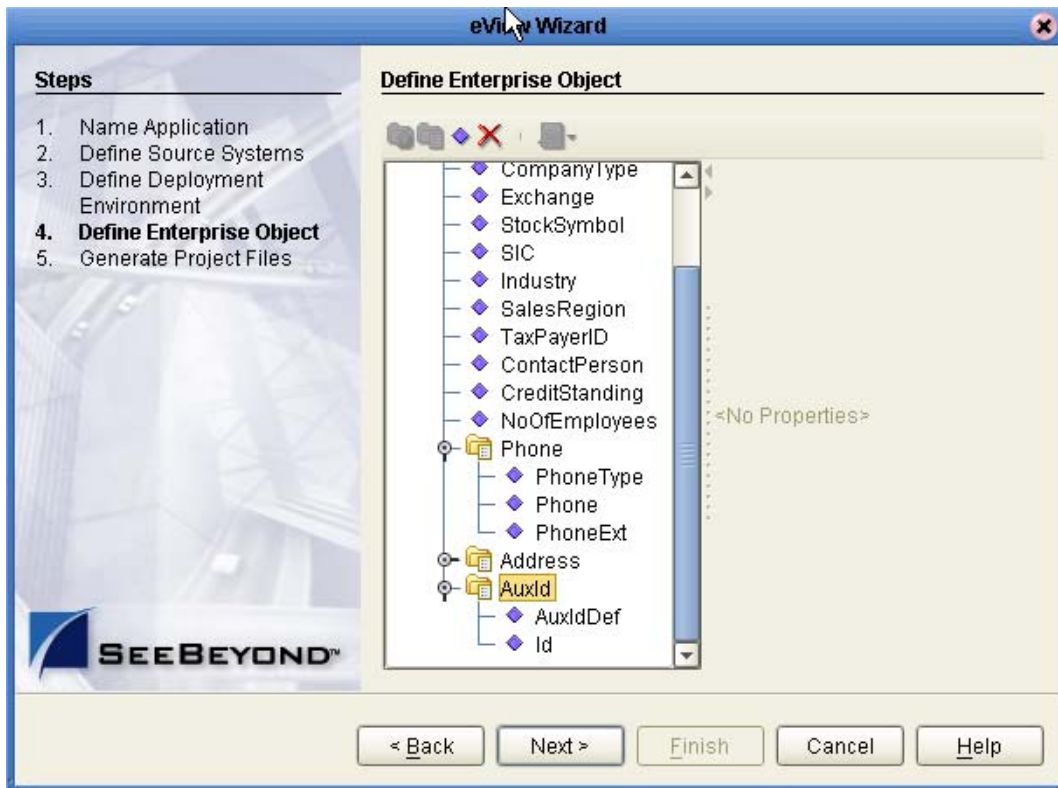 eView Wizard
Steps
1. Name Application
2. Define Source Systems
3. Define Deployment
Environment
4. Define Enterprise Object
5. Generate Project Files
SEEBEYOND™
Define Enterprise Object
CompanyType
Exchange
StockSymbol
SIC
Industry
SalesRegion
TaxPayerID
ContactPerson
CreditStanding
NoOfEmployees
Phone
PhoneType
Phone
PhoneExt
Address
AuxId
AuxIdDef
Id
<No Properties>
< Back
Next >
Finish
Cancel
Help